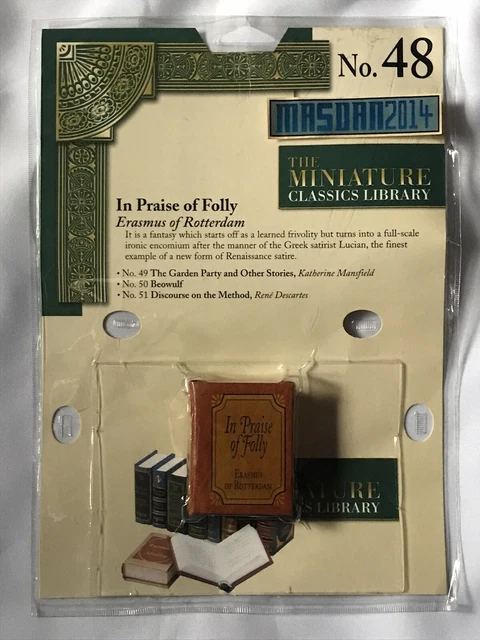 No. 48
MASDAN2014
THE
MINIATURE
CLASSICS LIBRARY
In Praise of Folly
Erasmus of Rotterdam
It is a fantasy which starts off as a learned frivolity but turns into a full-scale
ironic encomium after the manner of the Greek satirist Lucian, the finest
example of a new form of Renaissance satire.
• No. 49 The Garden Party and Other Stories, Katherine Mansfield
• No. 50 Beowulf
• No. 51 Discourse on the Method, René Descartes
In Praise
of Folly
ERASMUS
OF ROTTERDAM
ATURE
CS LIBRARY